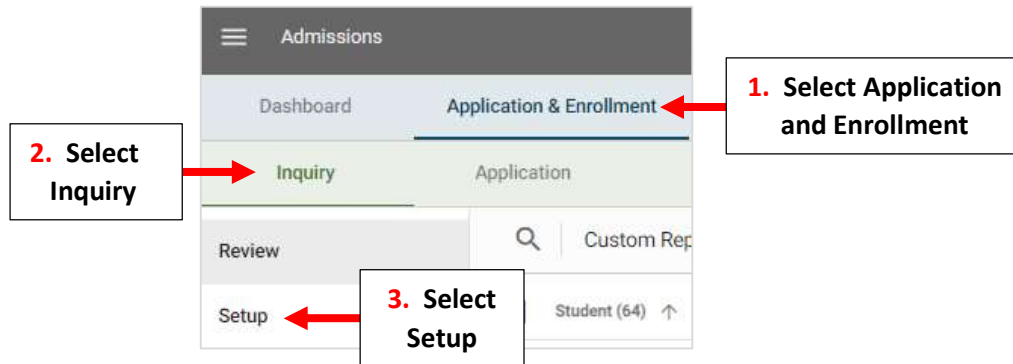 Admissions
Dashboard Application & Enrollment
1. Select Application
and Enrollment
2. Select
Inquiry
Inquiry Application
Review
Custom Rep
Setup
3. Select
Setup
Student (64)